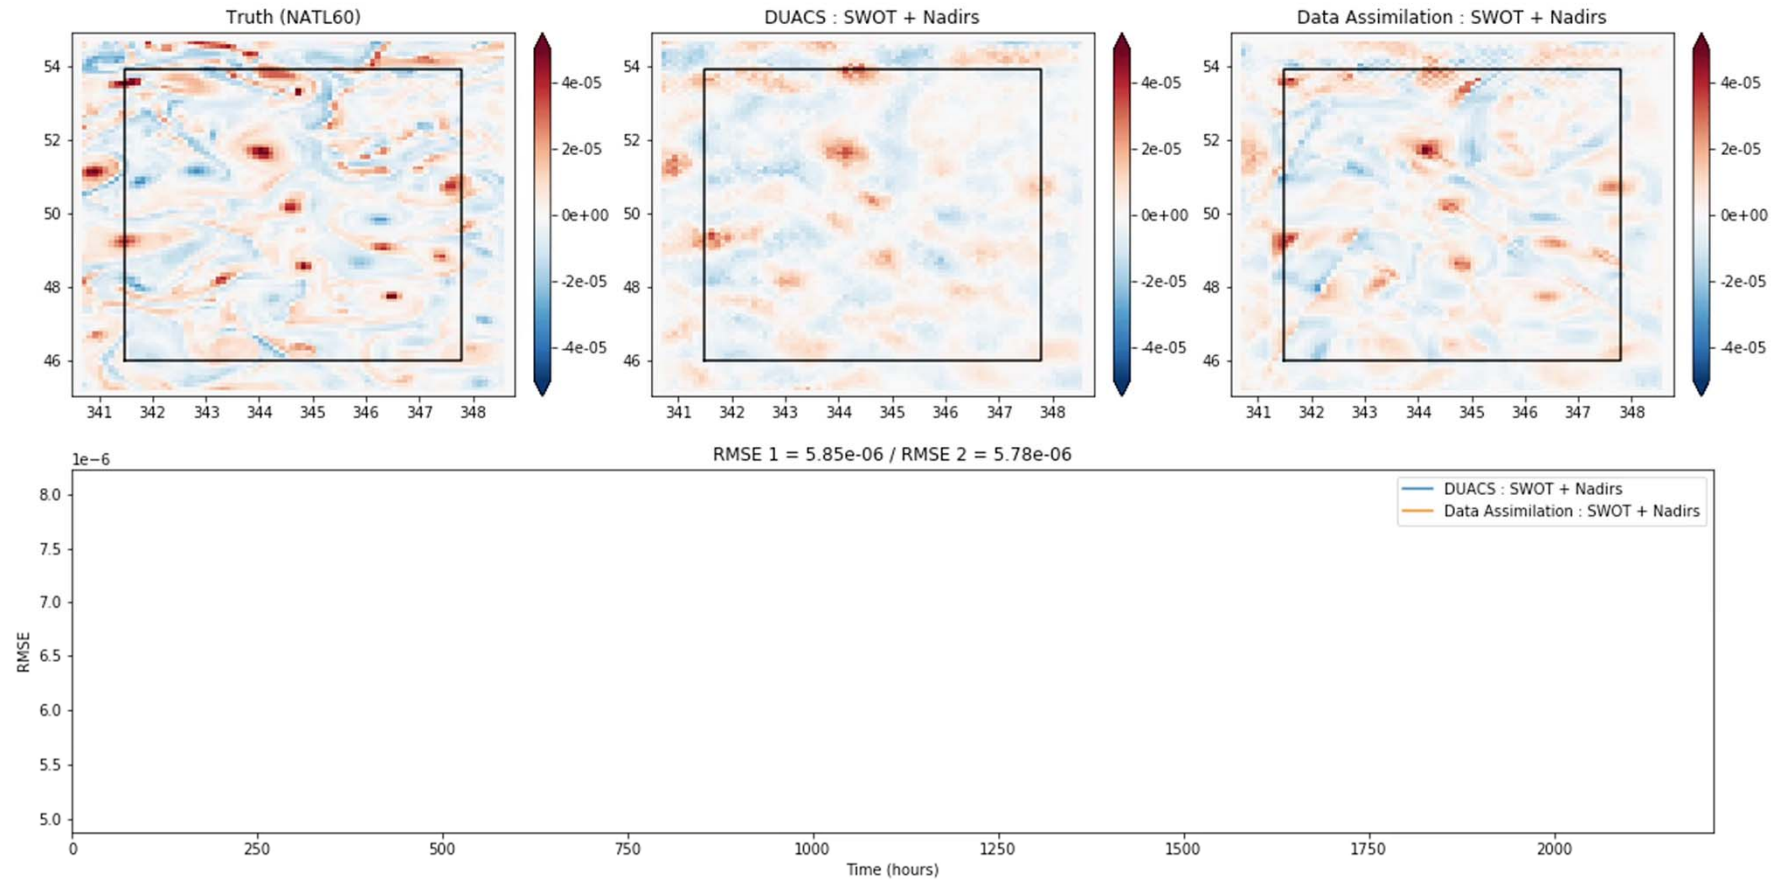 Truth (NATL60)
DUACS : SWOT + Nadirs
Data Assimilation : SWOT + Nadirs
54
52
50
48
46
341 342 343 344 345 346 347 348
4e-05
2e-05
0e+00
-2e-05
-4e-05
54
52
50
48
46
341 342 343 344 345 346 347 348
4e-05
2e-05
0e+00
-2e-05
-4e-05
54
52
50
48
46
341 342 343 344 345 346 347 348
4e-05
2e-05
0e+00
-2e-05
-4e-05
RMSE 1 = 5.85e-06 / RMSE 2 = 5.78e-06
1e−6
8.0
7.5
7.0
6.5
6.0
5.5
5.0
RMSE
DUACS : SWOT + Nadirs
Data Assimilation : SWOT + Nadirs
0 250 500 750 1000 1250 1500 1750 2000
Time (hours)